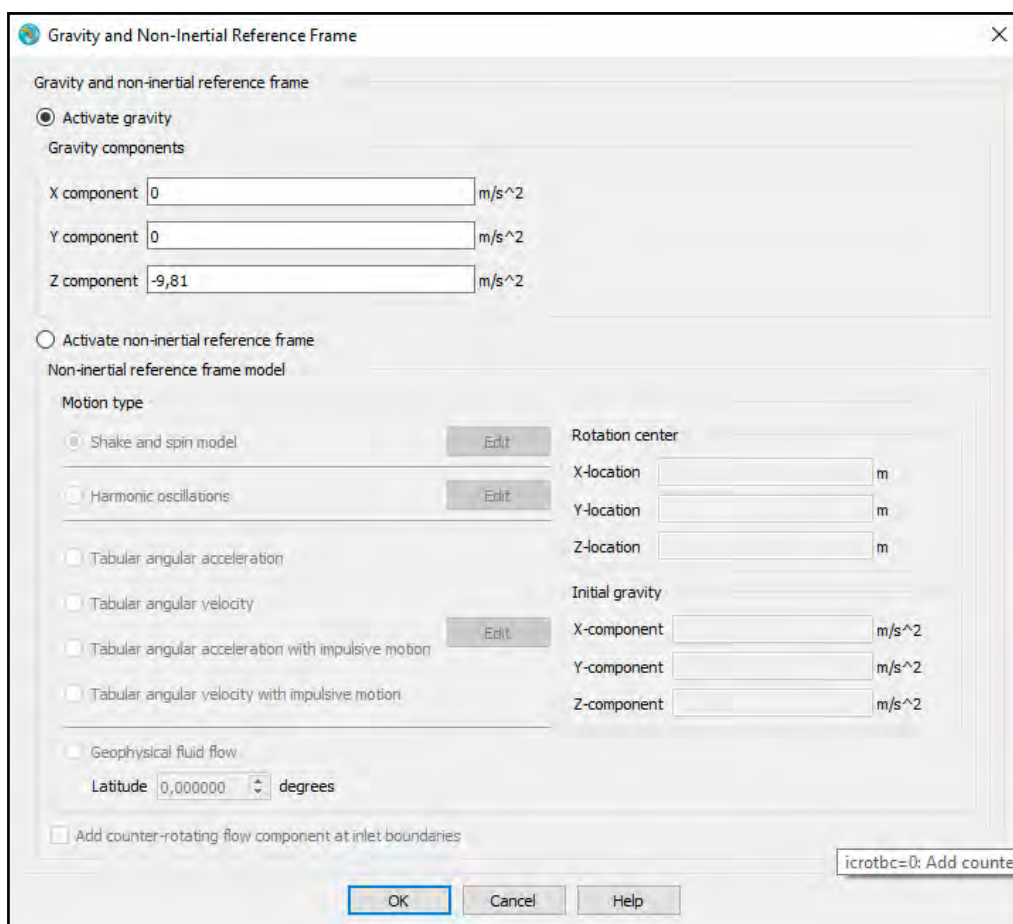 Gravity and Non-Inertial Reference Frame
Gravity and non-inertial reference frame
Activate gravity
Gravity components
X component 0 m/s^2
Y component 0 m/s^2
Z component -9,81 m/s^2
Activate non-inertial reference frame
Non-inertial reference frame model
Motion type
Shake and spin model Edit
Harmonic oscillations Edit
Tabular angular acceleration
Tabular angular velocity
Tabular angular acceleration with impulsive motion Edit
Tabular angular velocity with impulsive motion
Geophysical fluid flow
Latitude 0,000000 degrees
Rotation center
X-location m
Y-location m
Z-location m
Initial gravity
X-component m/s^2
Y-component m/s^2
Z-component m/s^2
Add counter-rotating flow component at inlet boundaries
icrotbc=0: Add counte
OK Cancel Help